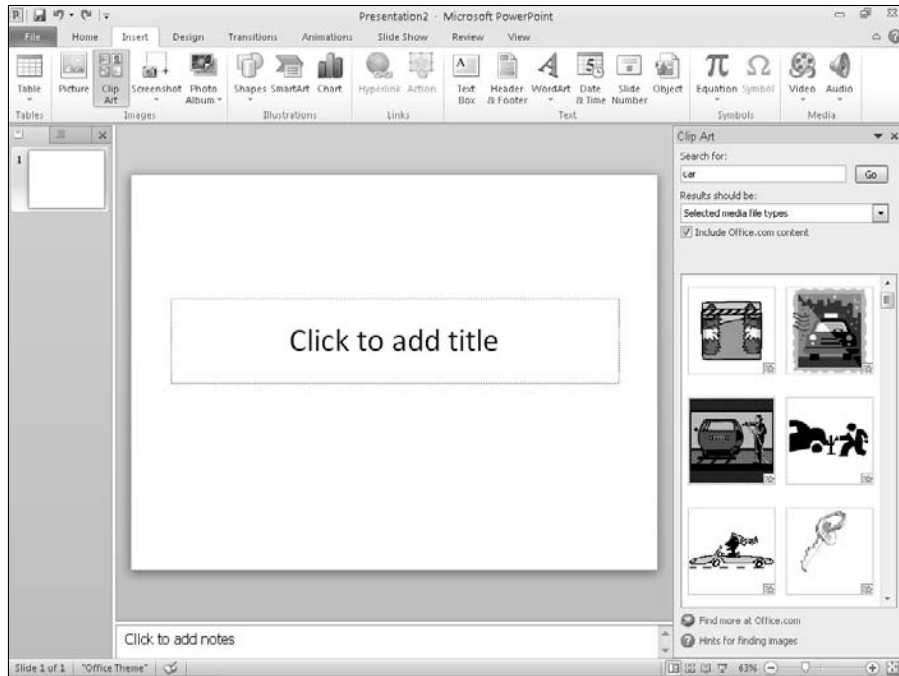 Presentation2 - Microsoft PowerPoint
File Home Insert Design Transitions Animations Slide Show Review View
Table Picture Clip Art Screenshot Photo Album Shapes SmartArt Chart Hyperlink Action Text Box Header & Footer WordArt Date & Time Slide Number Object Equation Symbol Video Audio
Tables Images Illustrations Links Text Symbols Media
1
Clip Art
Search for:
car Go
Results should be:
Selected media file types
Include Office.com content
Click to add title
Find more at Office.com
Hints for finding images
Click to add notes
Slide 1 of 1 "Office Theme" 63%